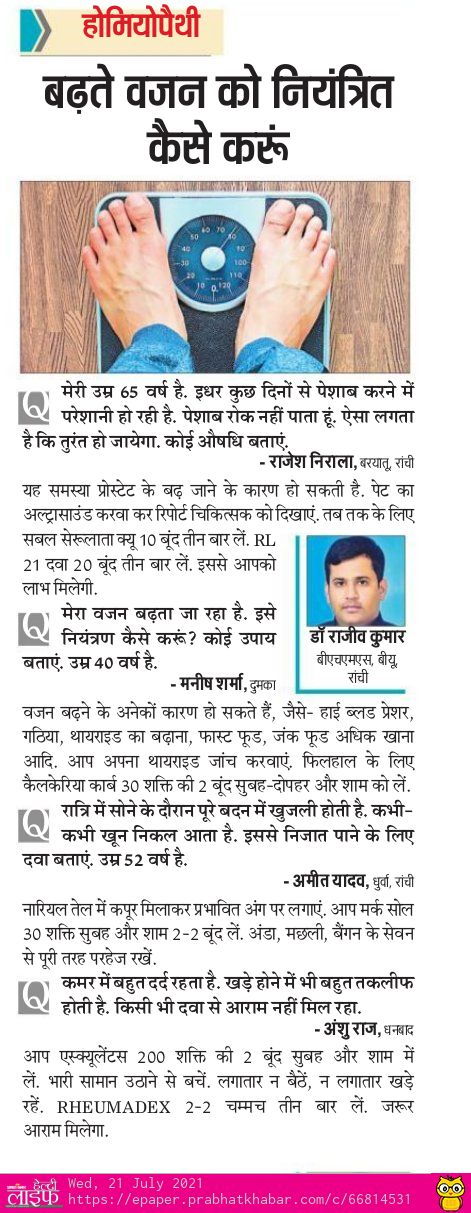 होमियोपैथी
बढ़ते वजन को नियंत्रित
कैसे करूं
Q मेरी उम्र 65 वर्ष है. इधर कुछ दिनों से पेशाब करने में
परेशानी हो रही है. पेशाब रोक नहीं पाता हूं. ऐसा लगता
है कि तुरंत हो जायेगा. कोई औषधि बताएं.
- राजेश निराला, बरयातू, रांची
यह समस्या प्रोस्टेट के बढ़ जाने के कारण हो सकती है. पेट का
अल्ट्रासाउंड करवा कर रिपोर्ट चिकित्सक को दिखाएं. तब तक के लिए
सबल सेरूलाता क्यू 10 बूंद तीन बार लें. RL
21 दवा 20 बूंद तीन बार लें. इससे आपको
लाभ मिलेगी.
Q मेरा वजन बढ़ता जा रहा है. इसे
नियंत्रण कैसे करूं? कोई उपाय
बताएं. उम्र 40 वर्ष है.
- मनीष शर्मा, दुमका
डॉ राजीव कुमार
बीएचएमएस, बीयू,
रांची
वजन बढ़ने के अनेकों कारण हो सकते हैं, जैसे- हाई ब्लड प्रेशर,
गठिया, थायराइड का बढ़ाना, फास्ट फूड, जंक फूड अधिक खाना
आदि. आप अपना थायराइड जांच करवाएं. फिलहाल के लिए
कैलकेरिया कार्ब 30 शक्ति की 2 बूंद सुबह-दोपहर और शाम को लें.
Q रात्रि में सोने के दौरान पूरे बदन में खुजली होती है. कभी-
कभी खून निकल आता है. इससे निजात पाने के लिए
दवा बताएं. उम्र 52 वर्ष है.
- अमीत यादव, धुर्वा, रांची
नारियल तेल में कपूर मिलाकर प्रभावित अंग पर लगाएं. आप मर्क सोल
30 शक्ति सुबह और शाम 2-2 बूंद लें. अंडा, मछली, बैंगन के सेवन
से पूरी तरह परहेज रखें.
Q कमर में बहुत दर्द रहता है. खड़े होने में भी बहुत तकलीफ
होती है. किसी भी दवा से आराम नहीं मिल रहा.
- अंशु राज, धनबाद
आप एस्क्यूलेंटस 200 शक्ति की 2 बूंद सुबह और शाम में
लें. भारी सामान उठाने से बचें. लगातार न बैठें, न लगातार खड़े
रहें. RHEUMADEX 2-2 चम्मच तीन बार लें. जरूर
आराम मिलेगा.
हेल्दी
लाइफ
Wed, 21 July 2021
https://epaper.prabhatkhabar.com/c/66814531